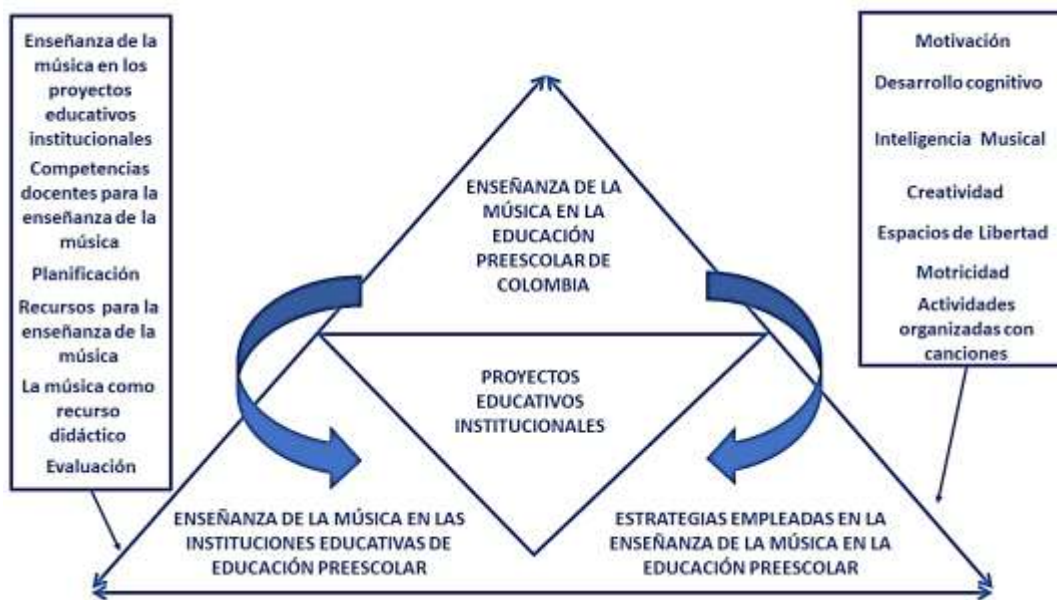 Enseñanza de la
música en los
proyectos
educativos
institucionales
Competencias
docentes para la
enseñanza de la
música
Planificación
Recursos para la
enseñanza de la
música
La música como
recurso
didáctico
Evaluación
ENSEÑANZA DE LA
MÚSICA EN LA
EDUCACIÓN
PREESCOLAR DE
COLOMBIA
PROYECTOS
EDUCATIVOS
INSTITUCIONALES
ENSEÑANZA DE LA MÚSICA EN LAS
INSTITUCIONES EDUCATIVAS DE
EDUCACIÓN PREESCOLAR
ESTRATEGIAS EMPLEADAS EN LA
ENSEÑANZA DE LA MÚSICA EN LA
EDUCACIÓN PREESCOLAR
Motivación
Desarrollo cognitivo
Inteligencia Musical
Creatividad
Espacios de Libertad
Motricidad
Actividades
organizadas con
canciones